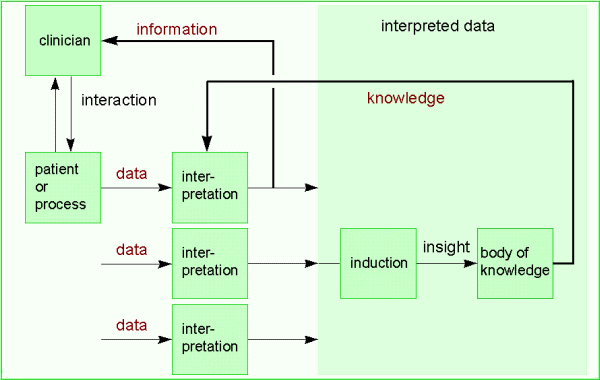 clinician
information
interpreted data
interaction
knowledge
patient
or
process
data
inter-
pretation
data
inter-
pretation
induction
insight
body of
knowledge
data
inter-
pretation